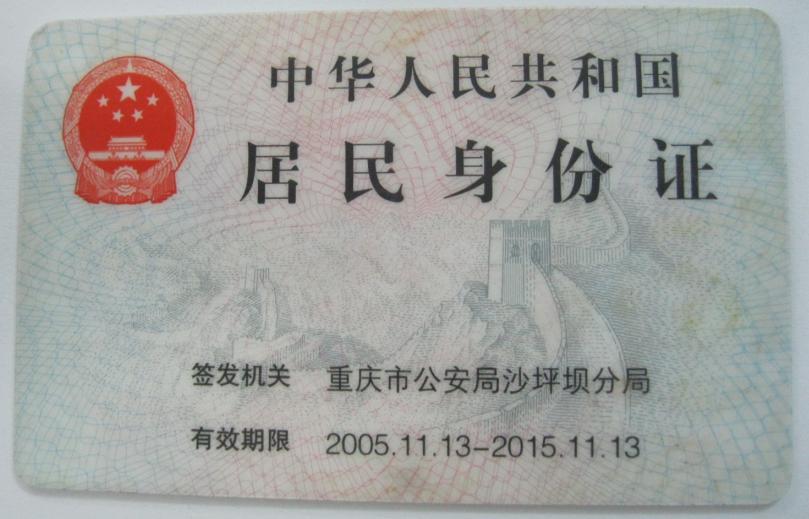 中华人民共和国
居民身份证
签发机关 重庆市公安局沙坪坝分局
有效期限 2005.11.13-2015.11.13